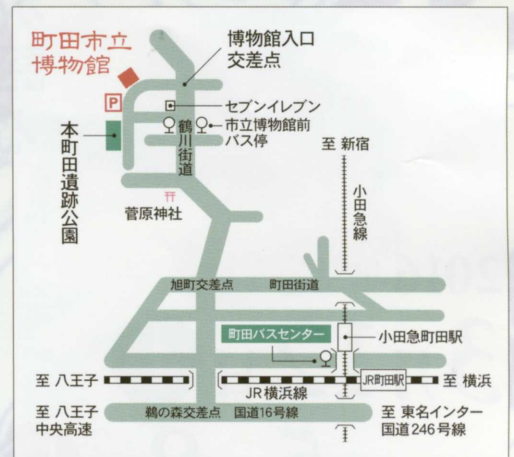 町田市立
博物館
博物館入口
交差点
P
セブンイレブン
市立博物館前
バス停
鶴川街道
本町田遺跡公園
至 新宿
小田急線
菅原神社
旭町交差点
町田街道
町田バスセンター
小田急町田駅
至 八王子
JR横浜線
JR町田駅
至 横浜
至 八王子
中央高速
鵜の森交差点
国道16号線
至 東名インター
国道246号線